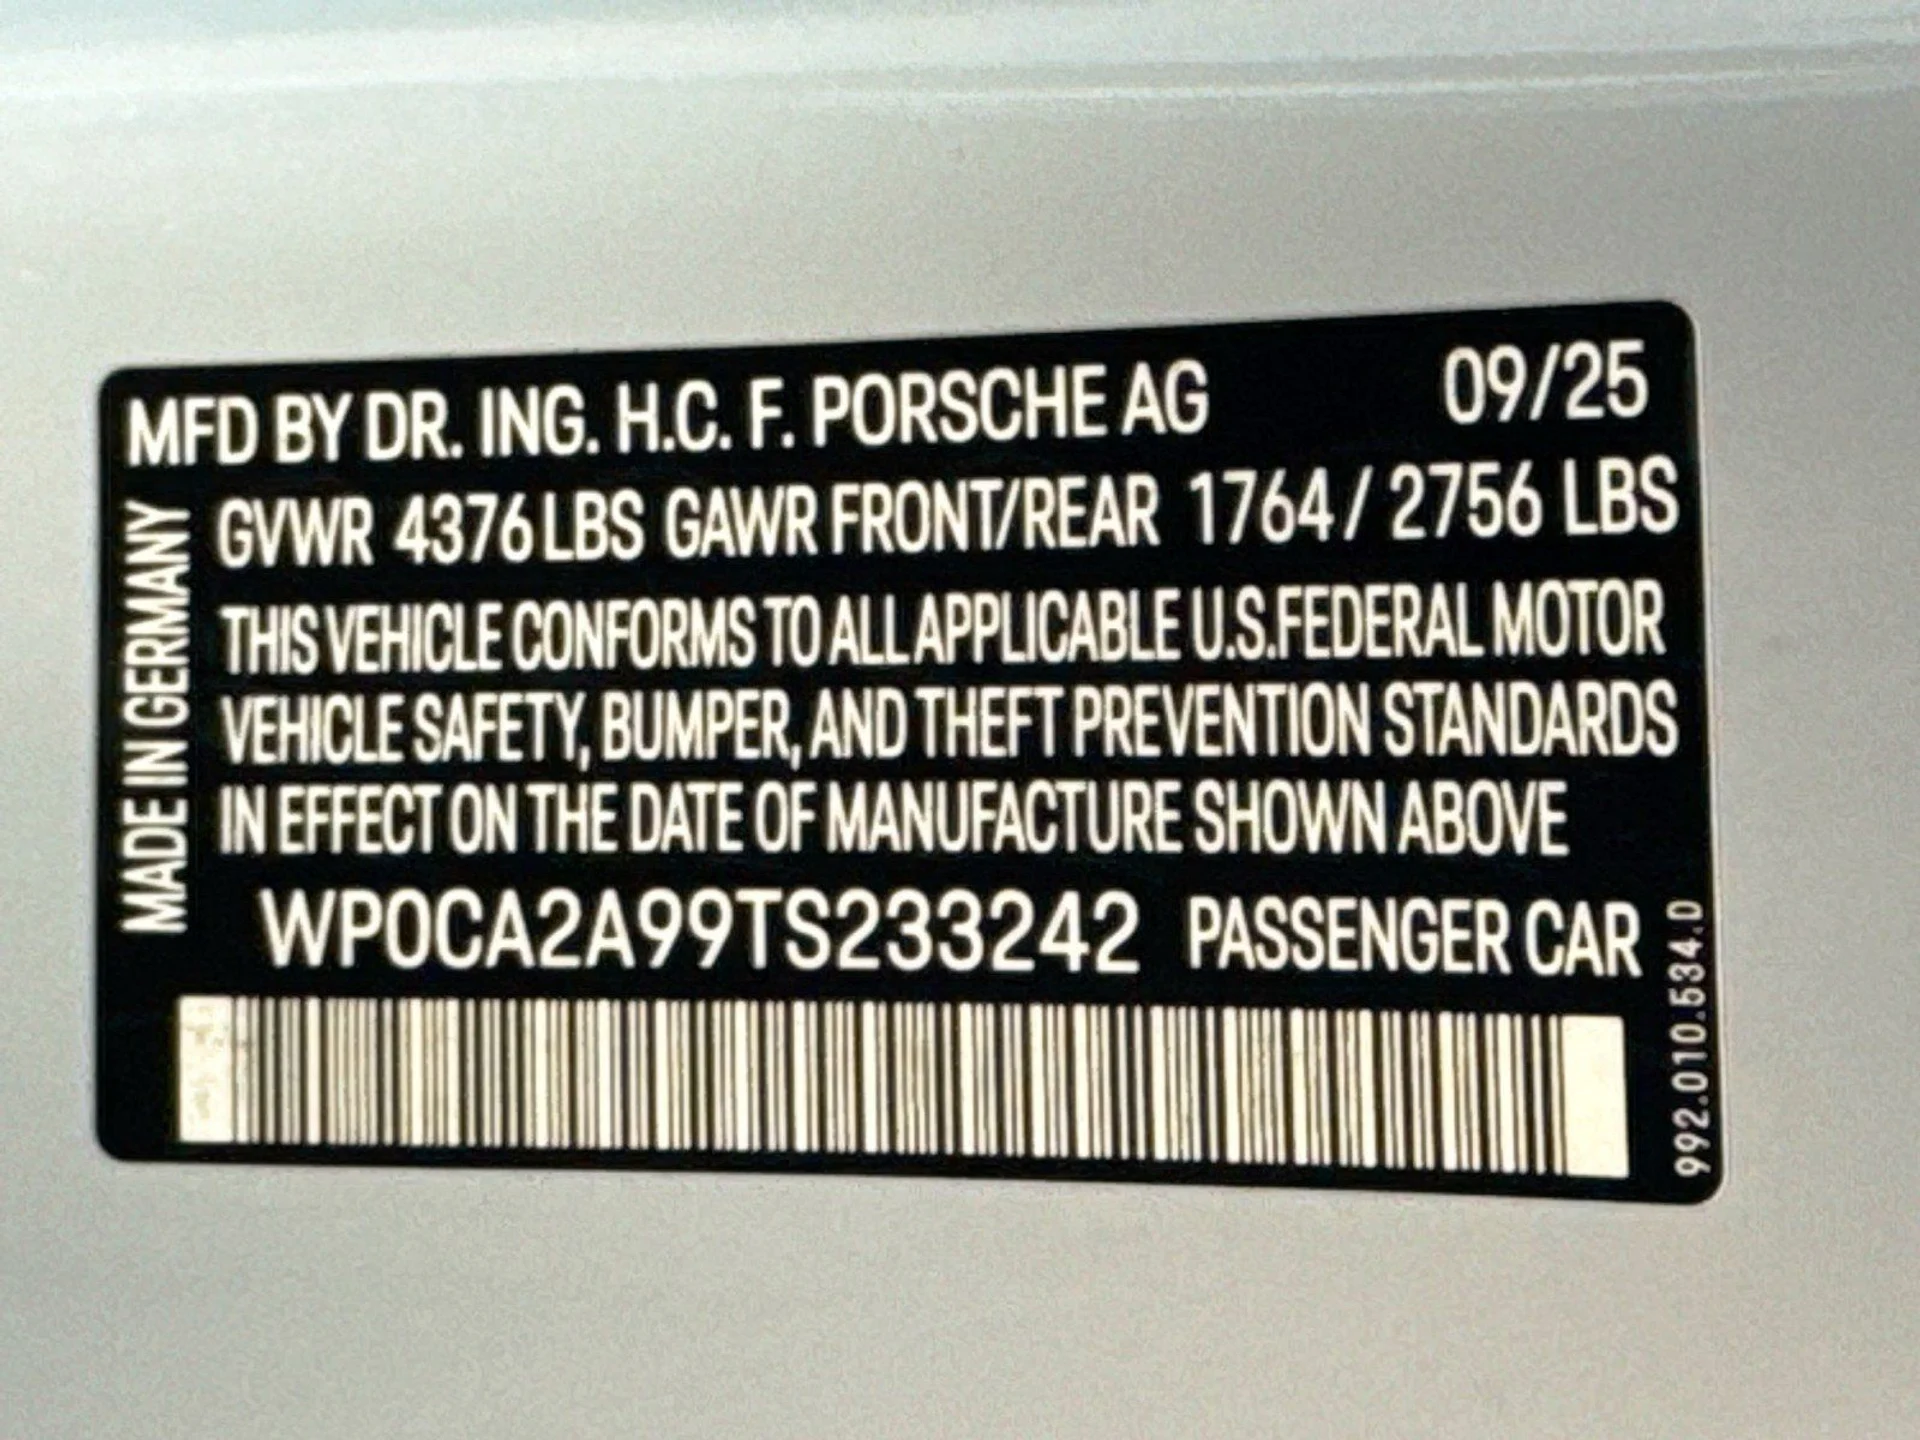 MFD BY DR. ING. H.C. F. PORSCHE AG 09/25
GVWR 4376 LBS GAWR FRONT/REAR 1764 / 2756 LBS
THIS VEHICLE CONFORMS TO ALL APPLICABLE U.S.FEDERAL MOTOR
VEHICLE SAFETY, BUMPER, AND THEFT PREVENTION STANDARDS
IN EFFECT ON THE DATE OF MANUFACTURE SHOWN ABOVE
WP0CA2A99TS233242 PASSENGER CAR
MADE IN GERMANY
992.010.534.D